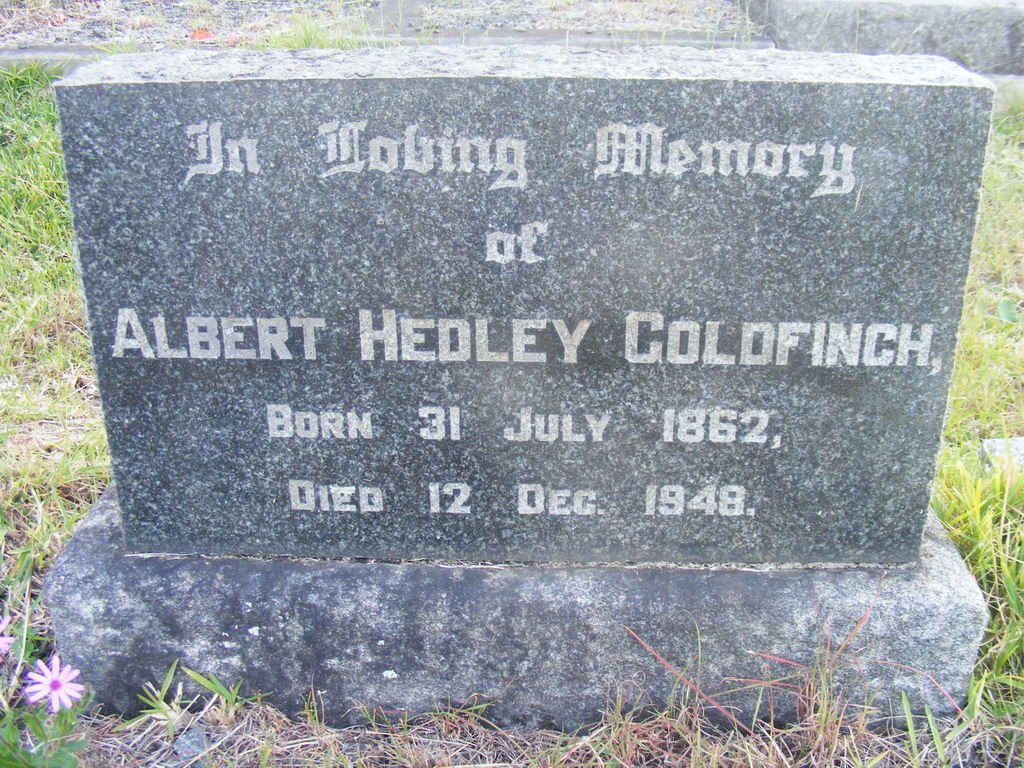 In Loving Memory
of
ALBERT HEDLEY GOLDFINCH,
BORN 31 JULY 1862,
DIED 12 DEC. 1948.